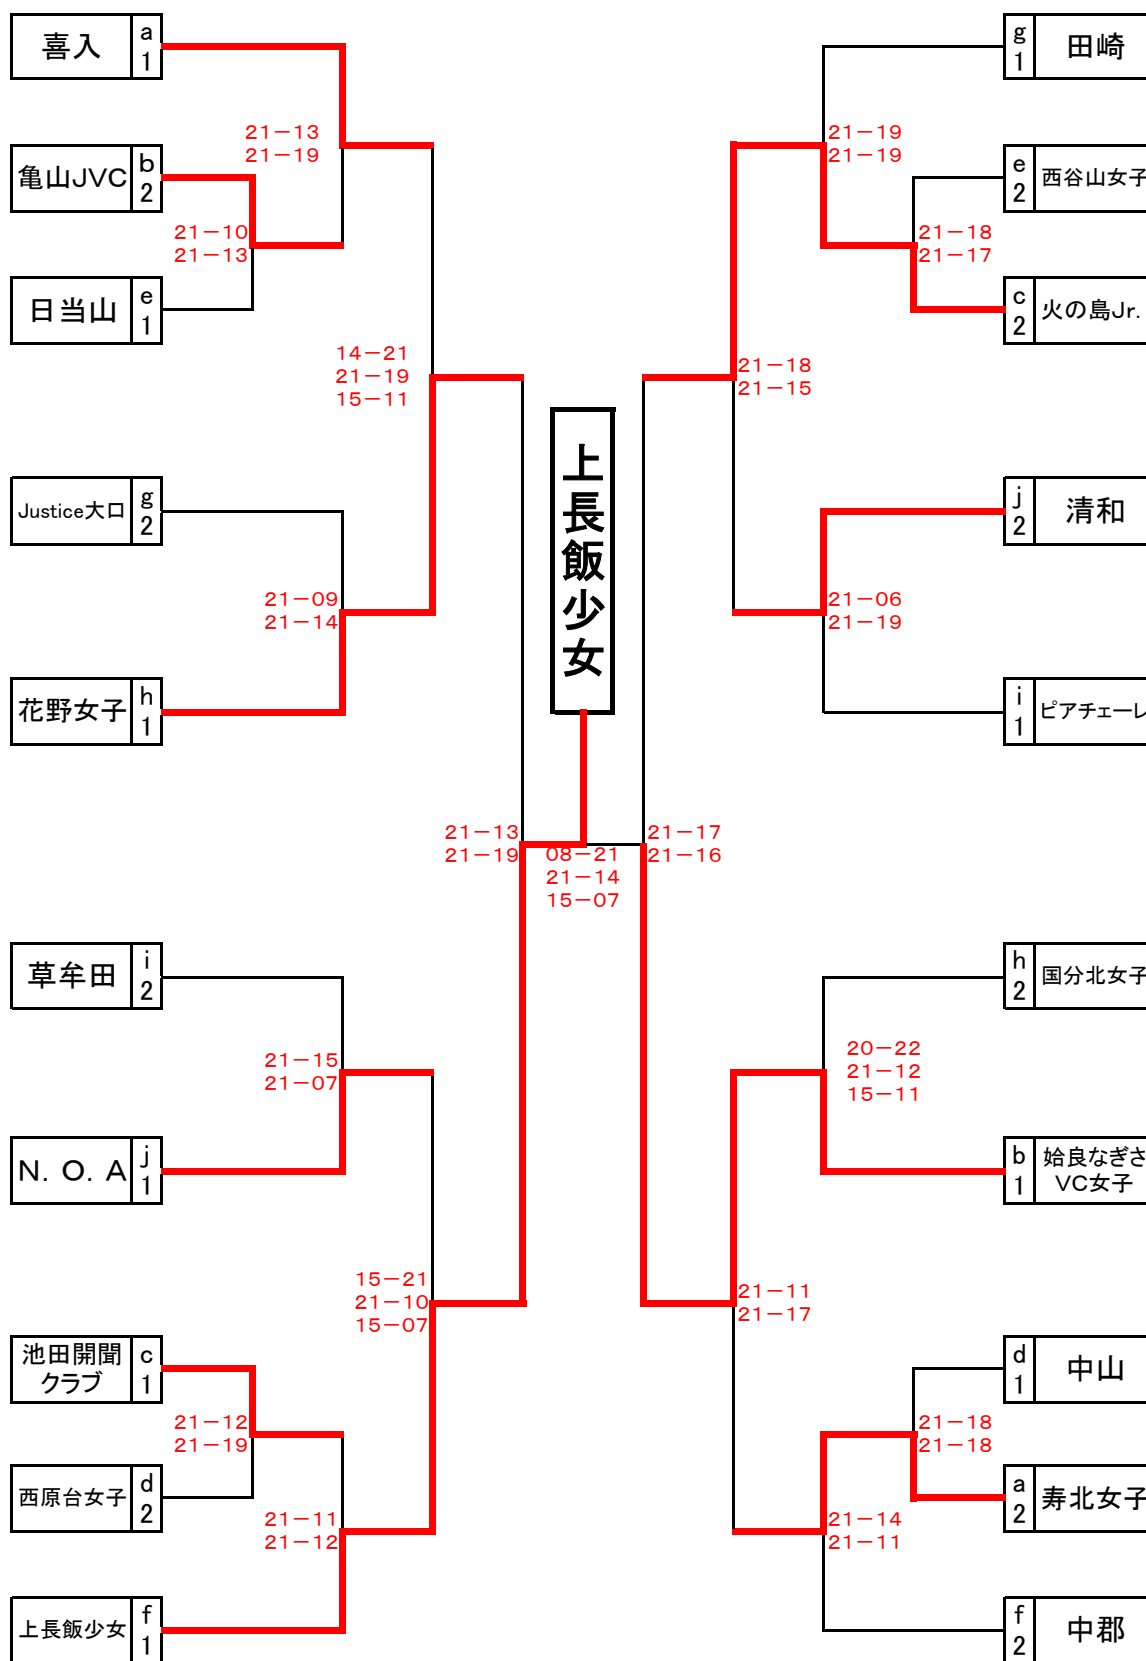 喜入
a
1
21-13
21-19
亀山JVC
b
2
21-10
21-13
日当山
e
1
14-21
21-19
15-11
Justice大口
g
2
21-09
21-14
花野女子
h
1
21-13
21-19
草牟田
i
2
21-15
21-07
N. O. A
j
1
15-21
21-10
15-07
池田開聞
クラブ
c
1
21-12
21-19
西原台女子
d
2
21-11
21-12
上長飯少女
f
1
上長飯少女
08-21
21-14
15-07
g
1
田崎
21-19
21-19
e
2
西谷山女子
21-18
21-17
c
2
火の島Jr.
21-18
21-15
j
2
清和
21-06
21-19
i
1
ピアチェーレ
21-17
21-16
h
2
国分北女子
20-22
21-12
15-11
b
1
姶良なぎさ
VC女子
21-11
21-17
d
1
中山
21-18
21-18
a
2
寿北女子
21-14
21-11
f
2
中郡